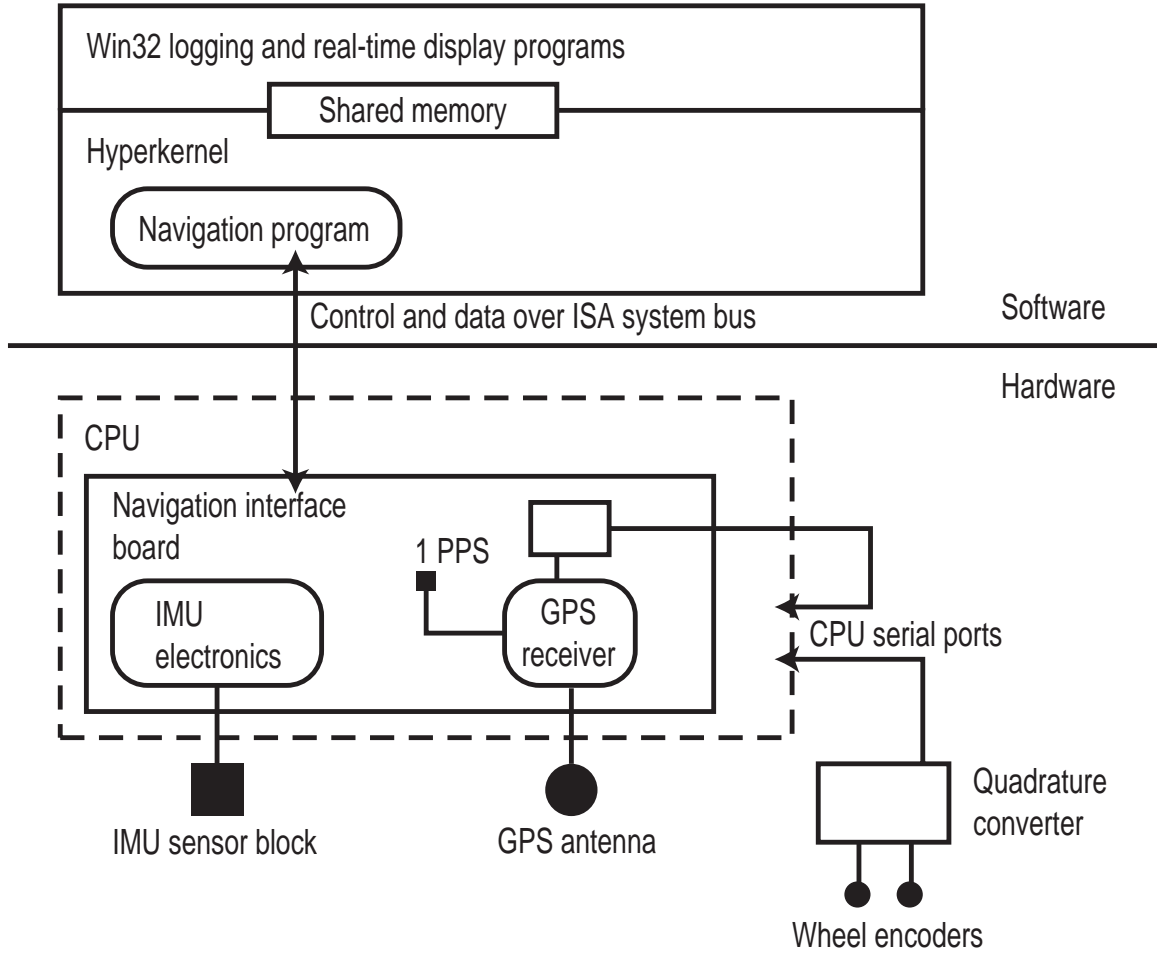 Win32 logging and real-time display programs
Shared memory
Hyperkernel
Navigation program
Control and data over ISA system bus
Software
Hardware
CPU
Navigation interface
board
1 PPS
IMU
electronics
GPS
receiver
CPU serial ports
IMU sensor block
GPS antenna
Quadrature
converter
Wheel encoders